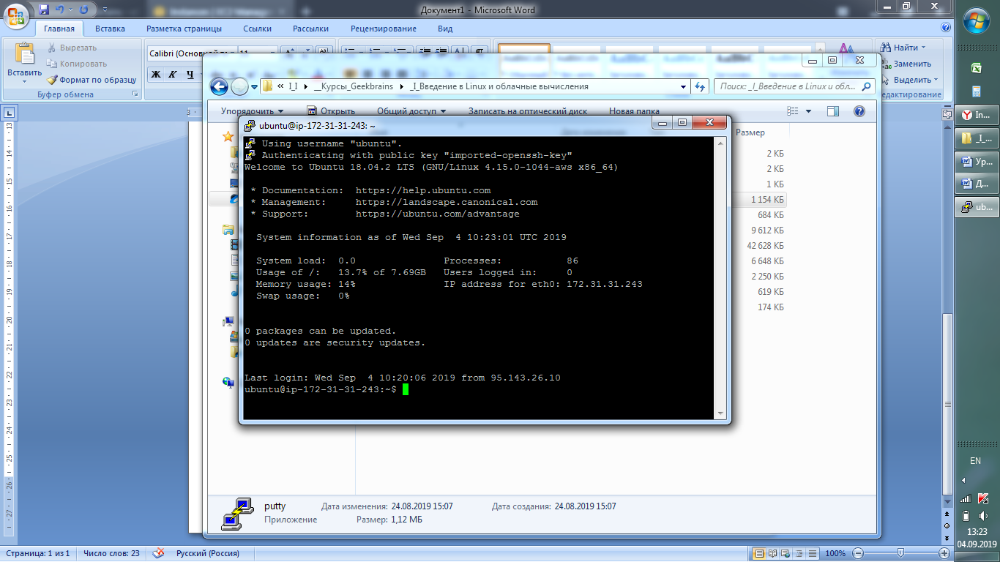 Документ1 - Microsoft Word
Главная Вставка Разметка страницы Ссылки Рассылки Рецензирование Вид
Вставить
Вырезать
Копировать
Формат по образцу
Буфер обмена
Calibri (Основной 11
Ж К Ч
Найти
Заменить
Выделить
едактирование
I_I __Курсы_Geekbrains _I_Введение в Linux и облачные вычисления
Поиск: _I_Введение в Linux и обл...
Упорядочить Открыть Общий доступ Записать на оптический диск Новая папка
Размер
2 КБ
2 КБ
1 КБ
1 154 КБ
684 КБ
9 612 КБ
42 628 КБ
6 648 КБ
2 250 КБ
619 КБ
174 КБ
ubuntu@ip-172-31-31-243: ~
Using username "ubuntu".
Authenticating with public key "imported-openssh-key"
Welcome to Ubuntu 18.04.2 LTS (GNU/Linux 4.15.0-1044-aws x86_64)
* Documentation: https://help.ubuntu.com
* Management: https://landscape.canonical.com
* Support: https://ubuntu.com/advantage
System information as of Wed Sep 4 10:23:01 UTC 2019
System load: 0.0 Processes: 86
Usage of /: 13.7% of 7.69GB Users logged in: 0
Memory usage: 14% IP address for eth0: 172.31.31.243
Swap usage: 0%
0 packages can be updated.
0 updates are security updates.
Last login: Wed Sep 4 10:20:06 2019 from 95.143.26.10
ubuntu@ip-172-31-31-243:~$
putty Дата изменения: 24.08.2019 15:07 Дата создания: 24.08.2019 15:07
Приложение Размер: 1,12 МБ
Страница: 1 из 1 Число слов: 23 Русский (Россия) 100%
In...
_I_...
Ур...
Д...
ub...
EN
13:23
04.09.2019